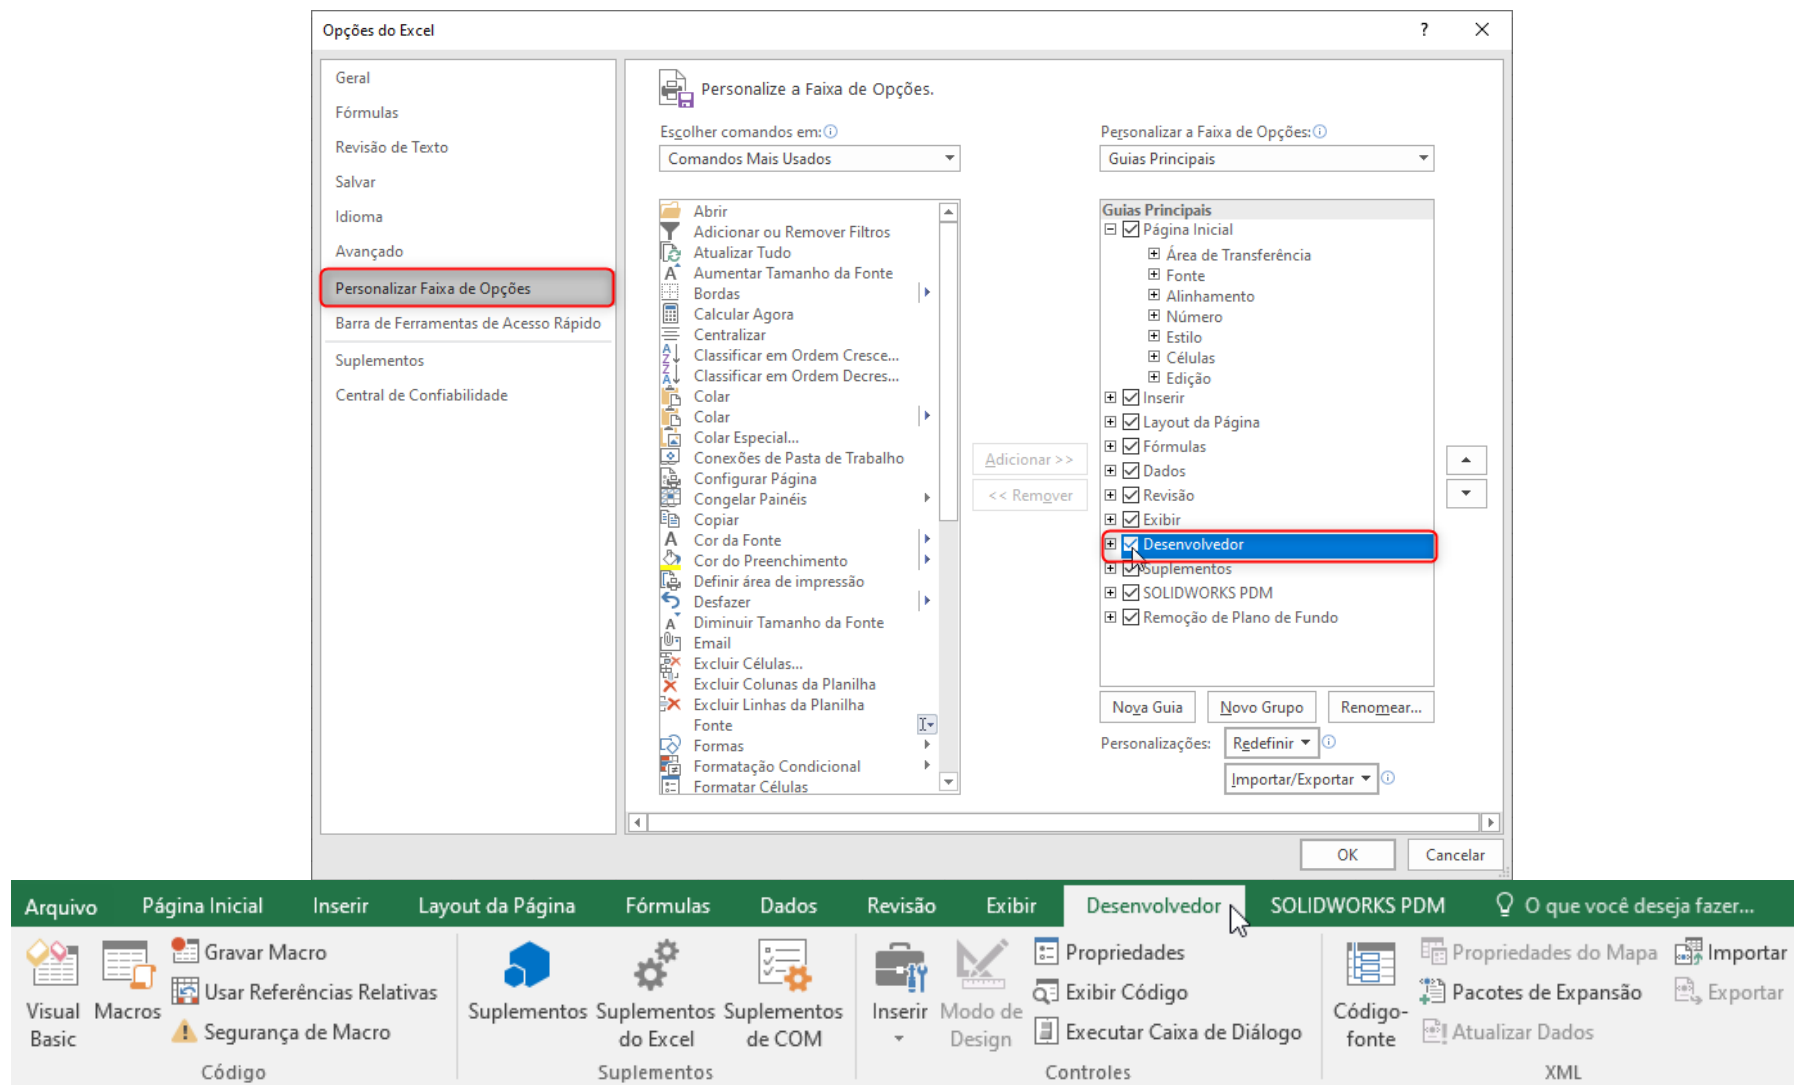 Opções do Excel
?
Geral
Fórmulas
Revisão de Texto
Salvar
Idioma
Avançado
Personalizar Faixa de Opções
Barra de Ferramentas de Acesso Rápido
Suplementos
Central de Confiabilidade
Personalize a Faixa de Opções.
Escolher comandos em:
Comandos Mais Usados
Abrir
Adicionar ou Remover Filtros
Atualizar Tudo
Aumentar Tamanho da Fonte
Bordas
Calcular Agora
Centralizar
Classificar em Ordem Cresce...
Classificar em Ordem Decres...
Colar
Colar
Colar Especial...
Conexões de Pasta de Trabalho
Configurar Página
Congelar Painéis
Copiar
Cor da Fonte
Cor do Preenchimento
Definir área de impressão
Desfazer
Diminuir Tamanho da Fonte
Email
Excluir Células...
Excluir Colunas da Planilha
Excluir Linhas da Planilha
Fonte
Formas
Formatação Condicional
Formatar Células
Adicionar >>
<< Remover
Personalizar a Faixa de Opções:
Guias Principais
Guias Principais
Página Inicial
Área de Transferência
Fonte
Alinhamento
Número
Estilo
Células
Edição
Inserir
Layout da Página
Fórmulas
Dados
Revisão
Exibir
Desenvolvedor
Suplementos
SOLIDWORKS PDM
Remoção de Plano de Fundo
Nova Guia Novo Grupo Renomear...
Personalizações: Redefinir
Importar/Exportar
OK Cancelar
Arquivo Página Inicial Inserir Layout da Página Fórmulas Dados Revisão Exibir Desenvolvedor SOLIDWORKS PDM O que você deseja fazer...
Visual
Basic
Macros
Gravar Macro
Usar Referências Relativas
Segurança de Macro
Código
Suplementos
Suplementos
do Excel
Suplementos
de COM
Suplementos
Inserir
Modo de
Design
Propriedades
Exibir Código
Executar Caixa de Diálogo
Controles
Código-
fonte
Propriedades do Mapa
Pacotes de Expansão
Atualizar Dados
Importar
Exportar
XML